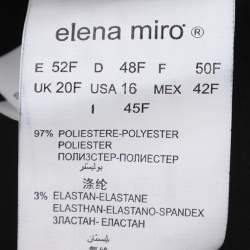 elena miro®
E 52F D 48F F 50F
UK 20F USA 16 MEX 42F
I 45F
97% POLIESTERE-POLYESTER
POLIESTER
ПОЛИЭСТЕР-ПОЛИЕСТЕР
涤纶
بوليستر
3% ELASTAN-ELASTANE
ELASTHAN-ELASTANO-SPANDEX
ЭЛАСТАН- ЕЛАСТАН